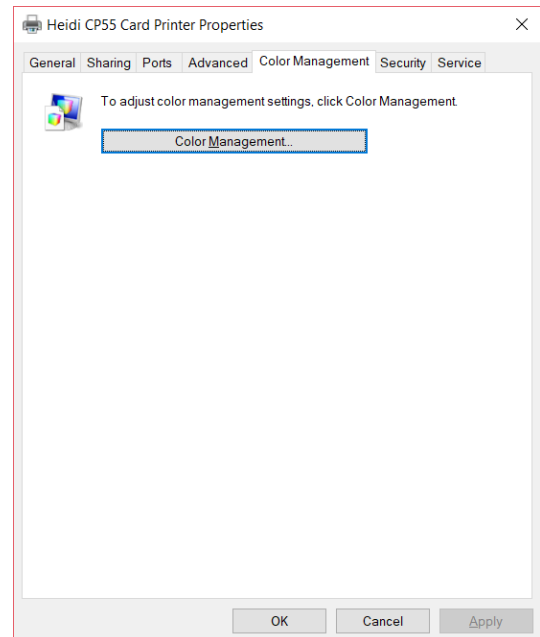 Heidi CP55 Card Printer Properties
General Sharing Ports Advanced Color Management Security Service
To adjust color management settings, click Color Management.
Color Management...
OK Cancel Apply